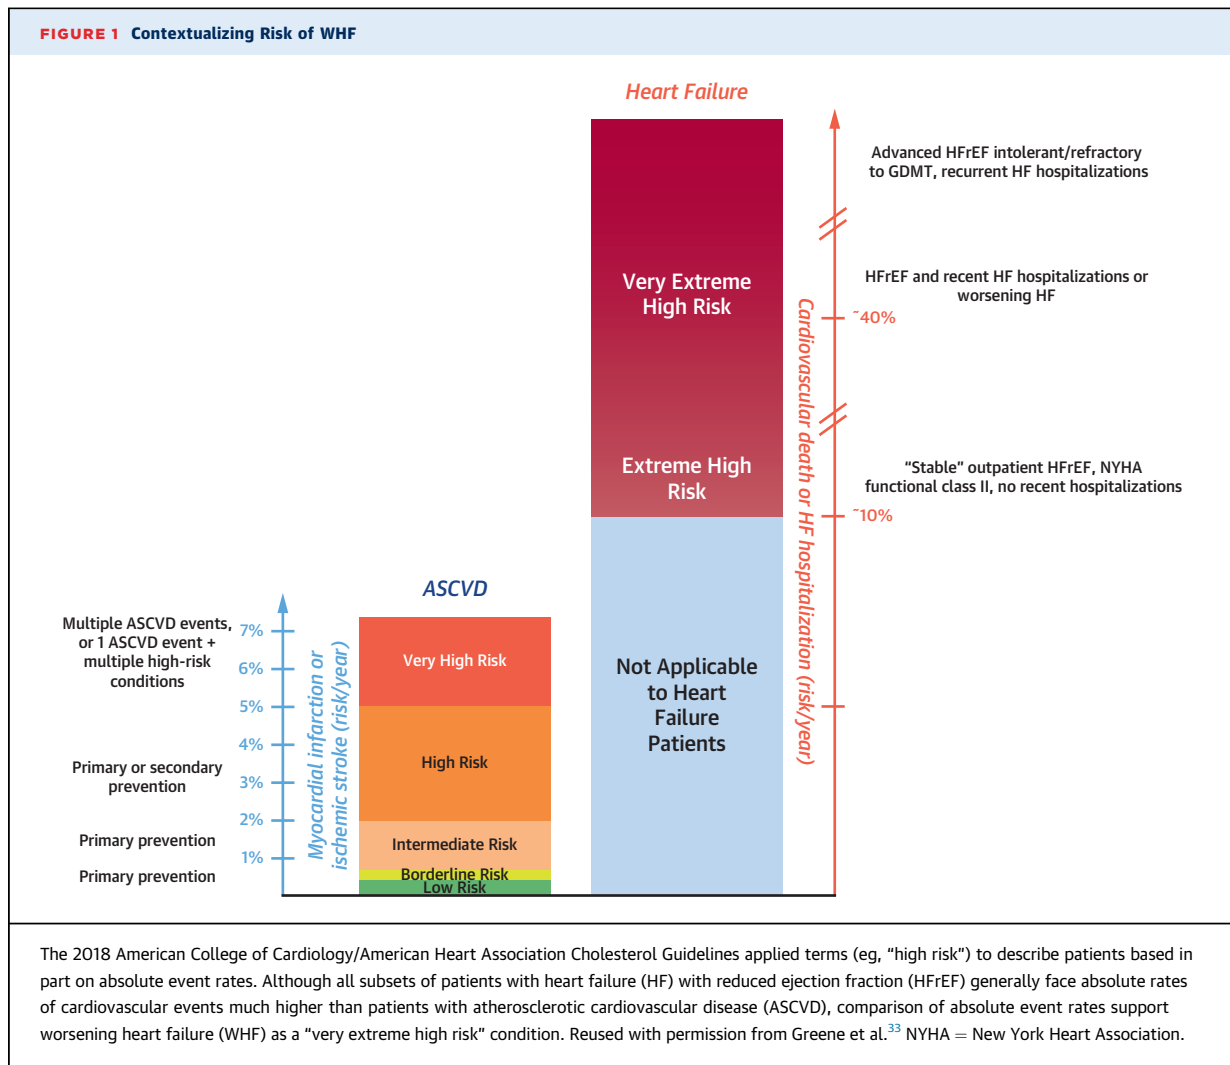 FIGURE 1 Contextualizing Risk of WHF
Heart Failure
Advanced HFrEF intolerant/refractory
to GDMT, recurrent HF hospitalizations
Very Extreme
High Risk
HFrEF and recent HF hospitalizations or
worsening HF
~40%
Extreme High
Risk
"Stable" outpatient HFrEF, NYHA
functional class II, no recent hospitalizations
~10%
Cardiovascular death or HF hospitalization (risk/year)
Not Applicable
to Heart
Failure
Patients
ASCVD
Multiple ASCVD events,
or 1 ASCVD event +
multiple high-risk
conditions
Primary or secondary
prevention
Primary prevention
Primary prevention
7%
6%
5%
4%
3%
2%
1%
Myocardial infarction or
ischemic stroke (risk/year)
Very High Risk
High Risk
Intermediate Risk
Borderline Risk
Low Risk
The 2018 American College of Cardiology/American Heart Association Cholesterol Guidelines applied terms (eg, “high risk”) to describe patients based in
part on absolute event rates. Although all subsets of patients with heart failure (HF) with reduced ejection fraction (HFrEF) generally face absolute rates
of cardiovascular events much higher than patients with atherosclerotic cardiovascular disease (ASCVD), comparison of absolute event rates support
worsening heart failure (WHF) as a “very extreme high risk” condition. Reused with permission from Greene et al.33 NYHA = New York Heart Association.